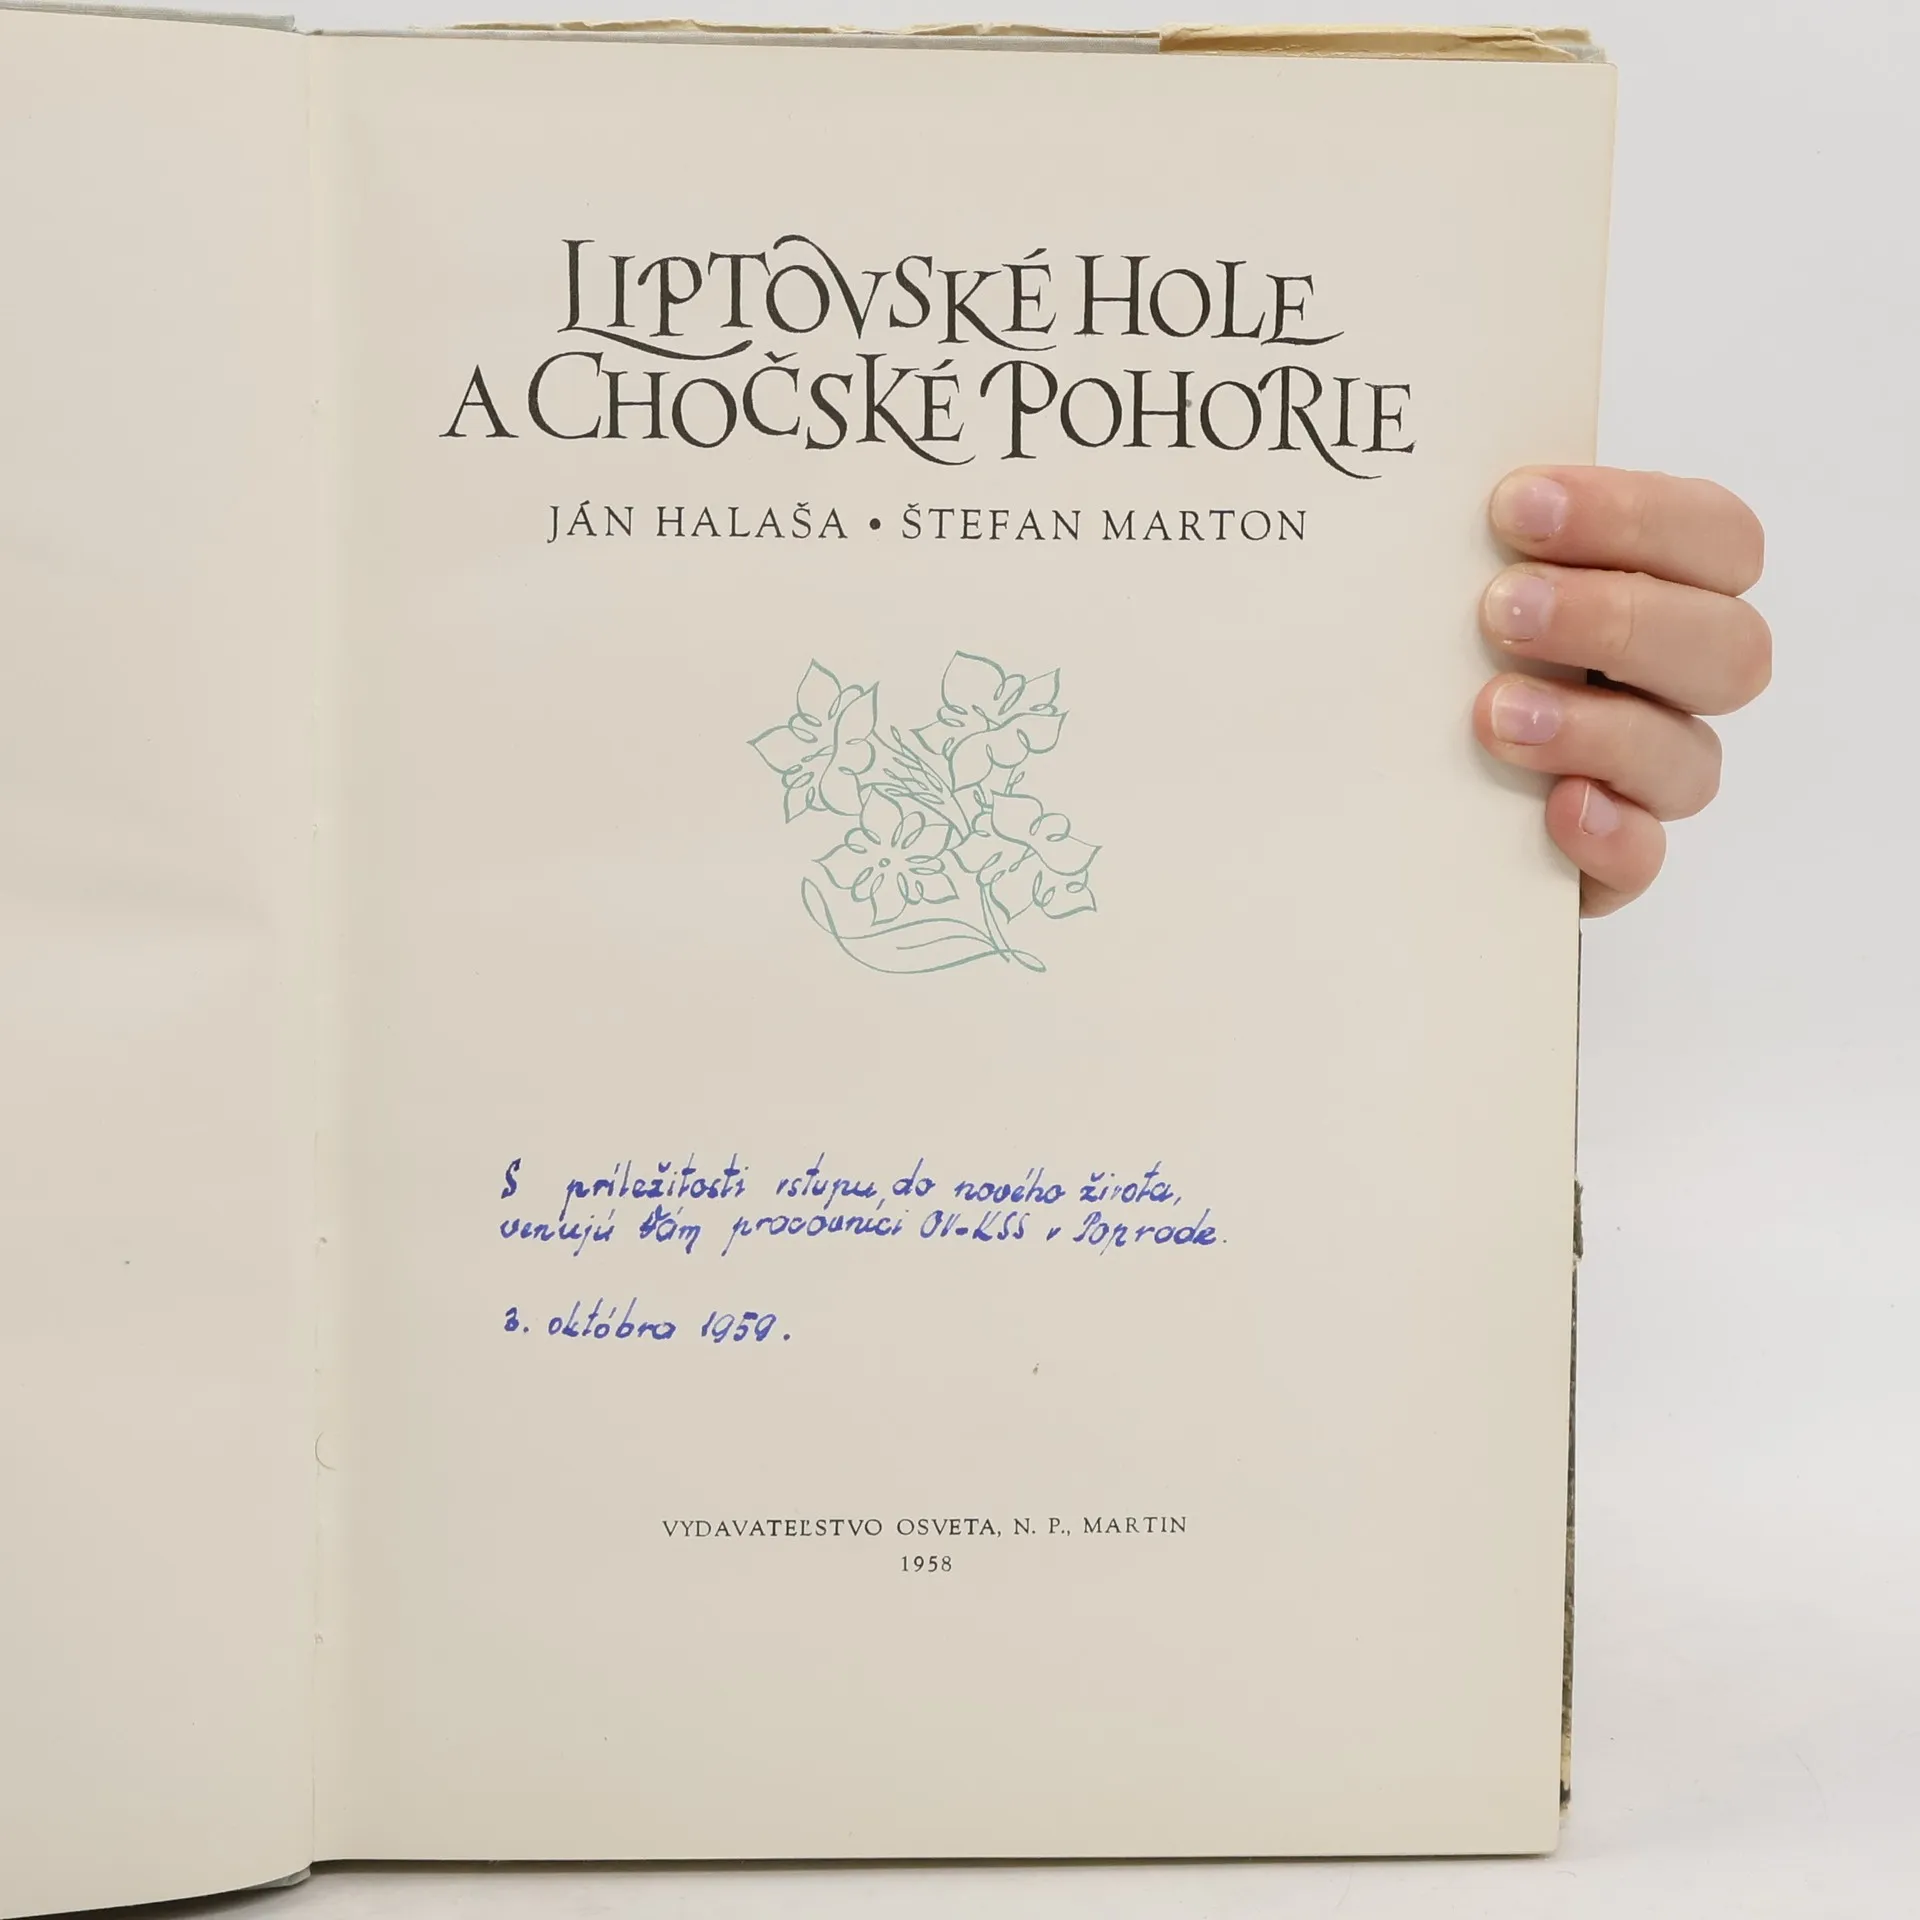 LIPTOVSKÉ HOLE
A CHOČSKÉ POHORIE
JÁN HALAŠA • ŠTEFAN MARTON
S príležitosti vstupu do nového života,
venujú Vám pracovníci OV-KSS v Poprade.
3. októbra 1959.
VYDAVATEĽSTVO OSVETA, N. P., MARTIN
1958